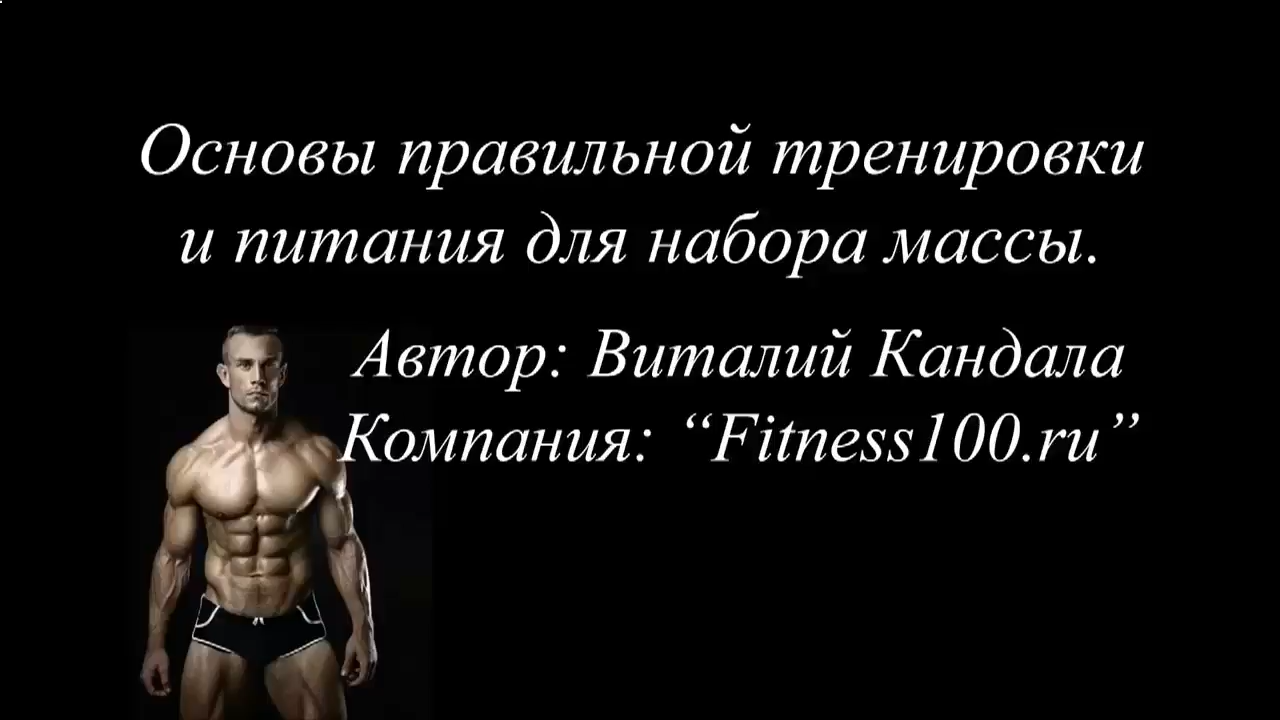 Основы правильной тренировки
и питания для набора массы.
Автор: Виталий Кандала
Компания: “Fitness100.ru”